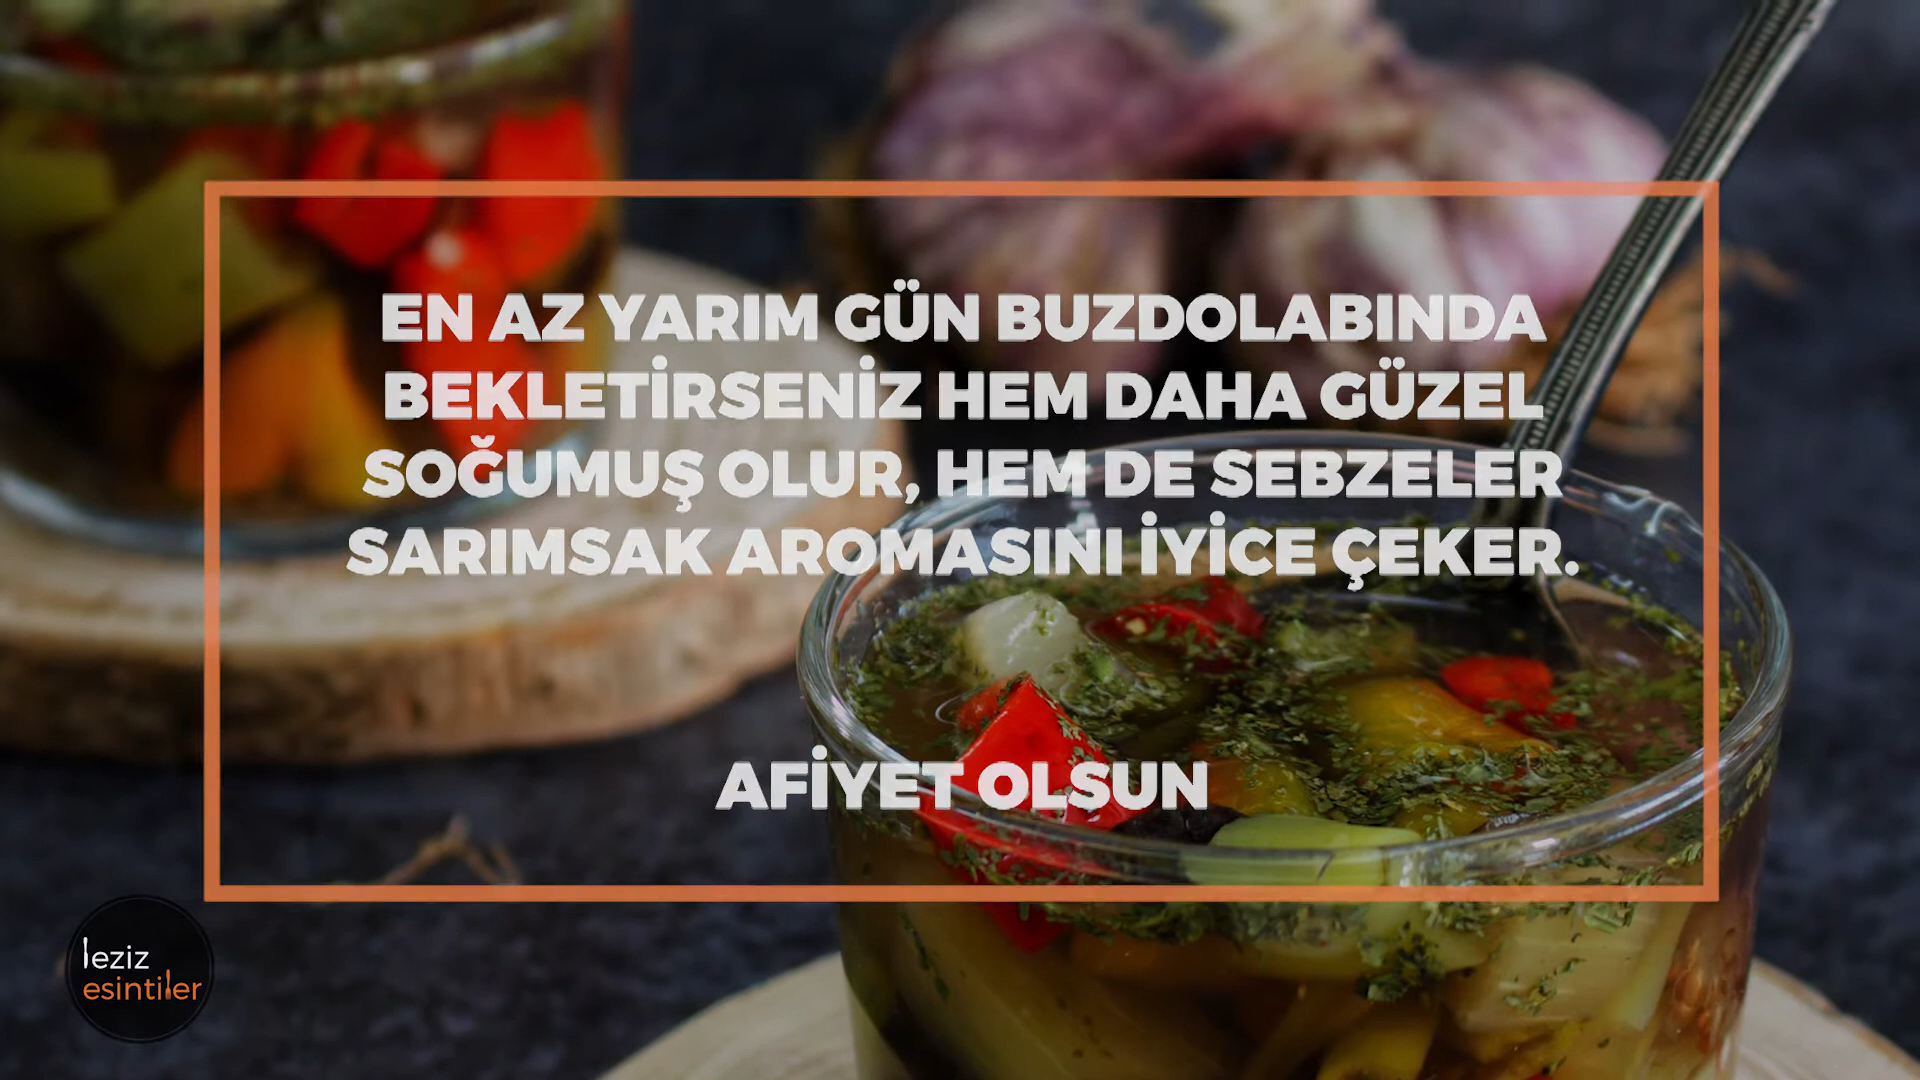 EN AZ YARIM GÜN BUZDOLABINDA
BEKLETİRSENİZ HEM DAHA GÜZEL
SOĞUMUŞ OLUR, HEM DE SEBZELER
SARIMSAK AROMASINI İYİCE ÇEKER.
AFİYET OLSUN
leziz
esintiler